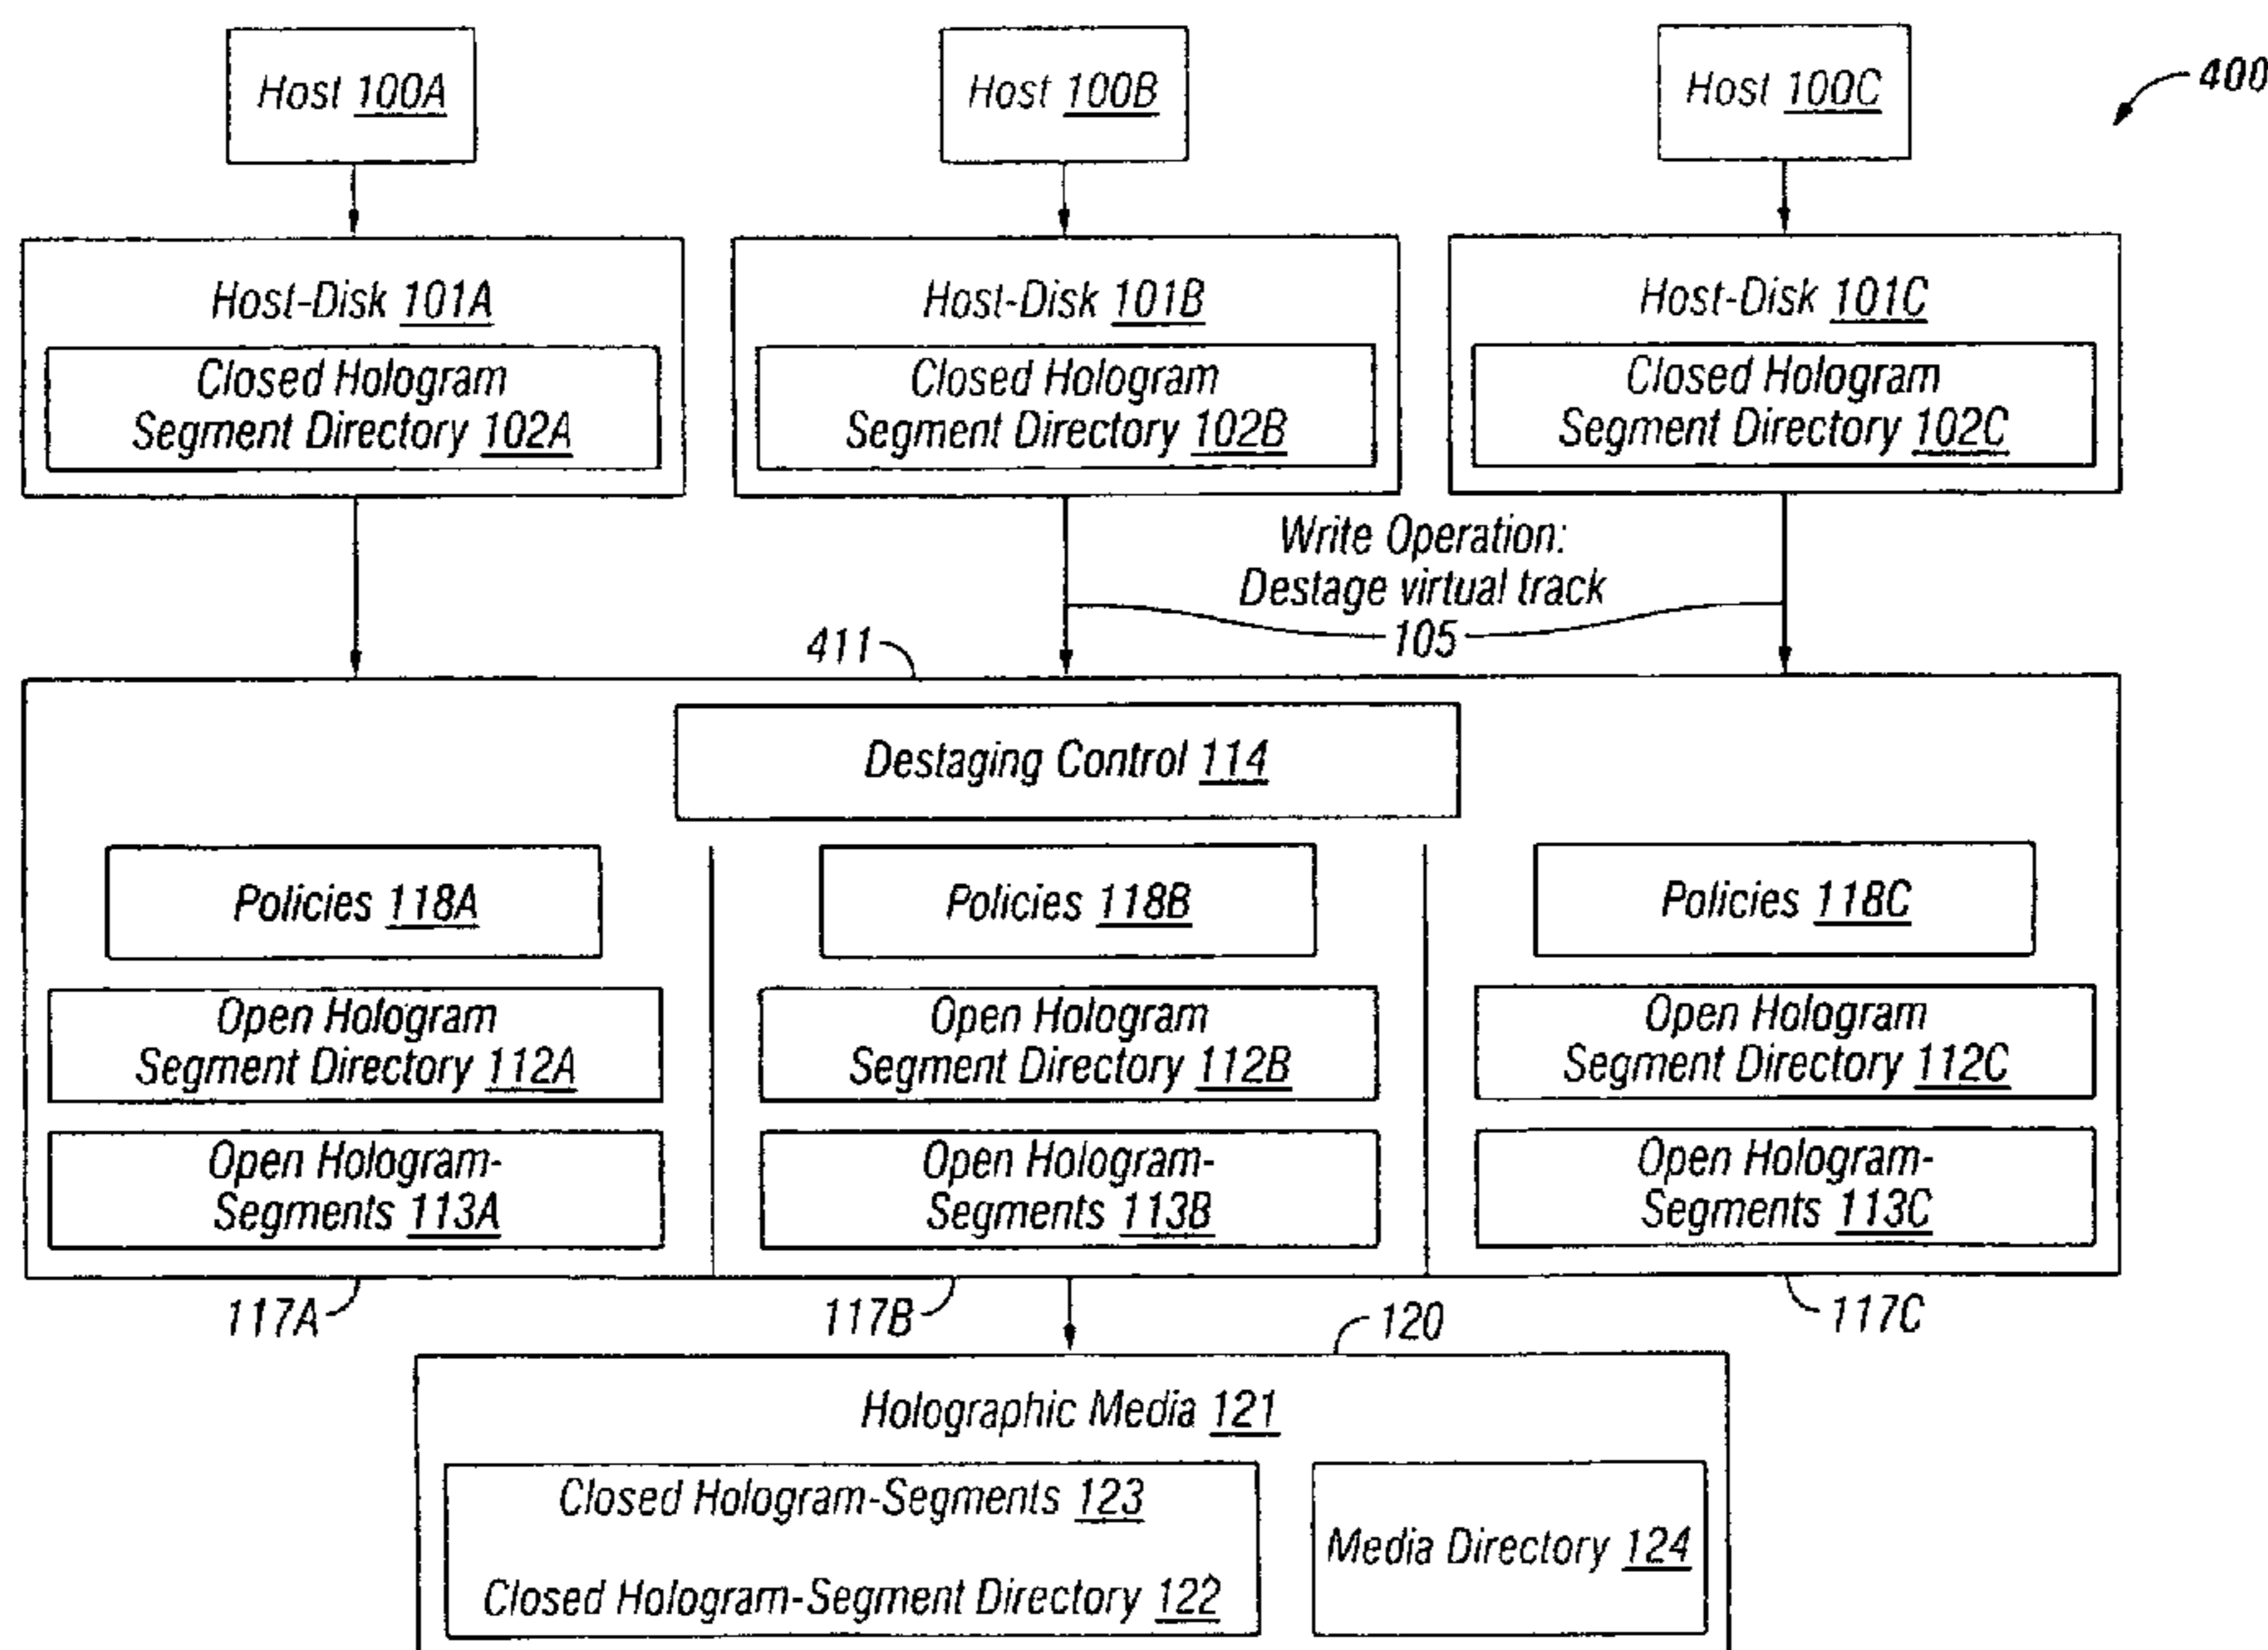 Host 100A
Host 100B
Host 100C
400
Host-Disk 101A
Closed Hologram
Segment Directory 102A
Host-Disk 101B
Closed Hologram
Segment Directory 102B
Host-Disk 101C
Closed Hologram
Segment Directory 102C
Write Operation:
Destage virtual track
105
411
Destaging Control 114
Policies 118A
Policies 118B
Policies 118C
Open Hologram
Segment Directory 112A
Open Hologram
Segment Directory 112B
Open Hologram
Segment Directory 112C
Open Hologram-
Segments 113A
Open Hologram-
Segments 113B
Open Hologram-
Segments 113C
117A
117B
117C
120
Holographic Media 121
Closed Hologram-Segments 123
Closed Hologram-Segment Directory 122
Media Directory 124